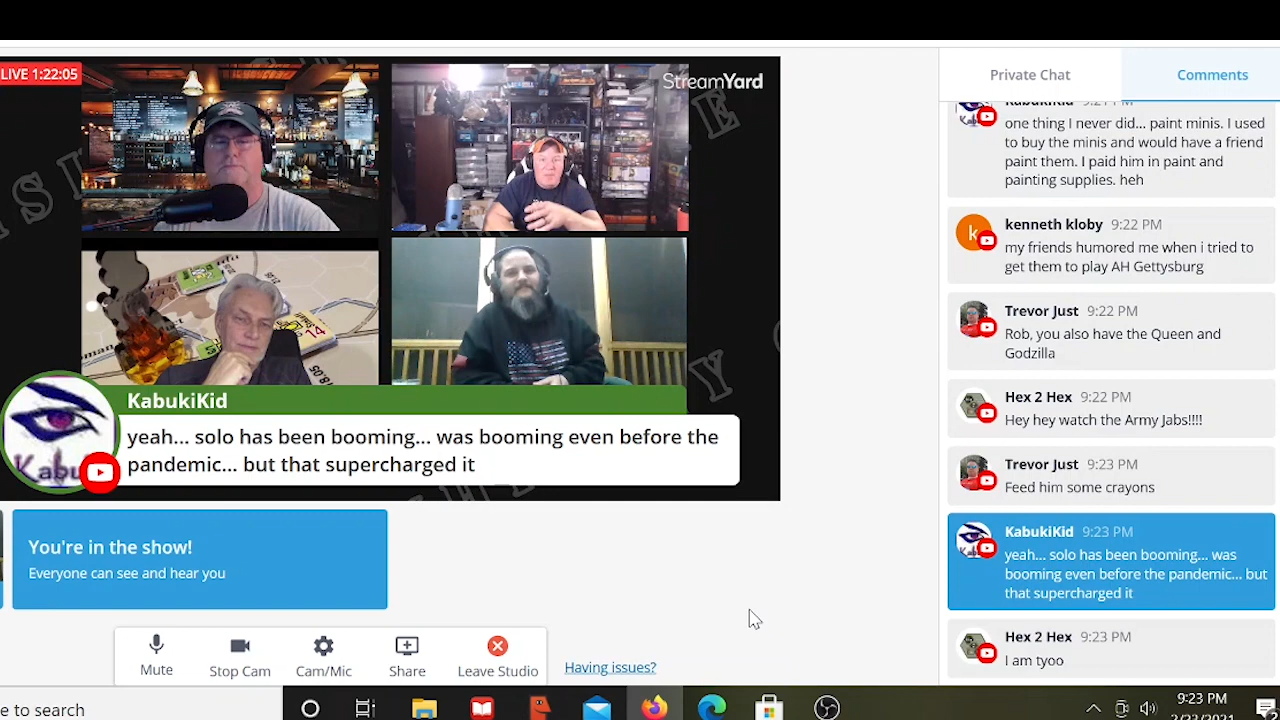 LIVE 1:22:05
StreamYard
KabukiKid
yeah... solo has been booming... was booming even before the
pandemic... but that supercharged it
You're in the show!
Everyone can see and hear you
Mute
Stop Cam
Cam/Mic
Share
Leave Studio
Having issues?
Private Chat
Comments
KabukiKid 9:21 PM
one thing I never did... paint minis. I used
to buy the minis and would have a friend
paint them. I paid him in paint and
painting supplies. heh
kenneth kloby 9:22 PM
my friends humored me when i tried to
get them to play AH Gettysburg
Trevor Just 9:22 PM
Rob, you also have the Queen and
Godzilla
Hex 2 Hex 9:22 PM
Hey hey watch the Army Jabs!!!!
Trevor Just 9:23 PM
Feed him some crayons
KabukiKid 9:23 PM
yeah... solo has been booming... was
booming even before the pandemic... but
that supercharged it
Hex 2 Hex 9:23 PM
I am tyoo
e to search
9:23 PM
2/23/2021